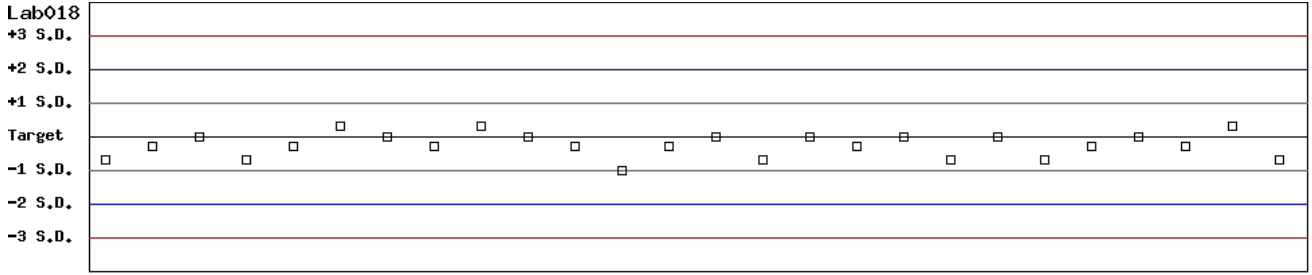 Lab018
+3 S.D.
+2 S.D.
+1 S.D.
Target
-1 S.D.
-2 S.D.
-3 S.D.